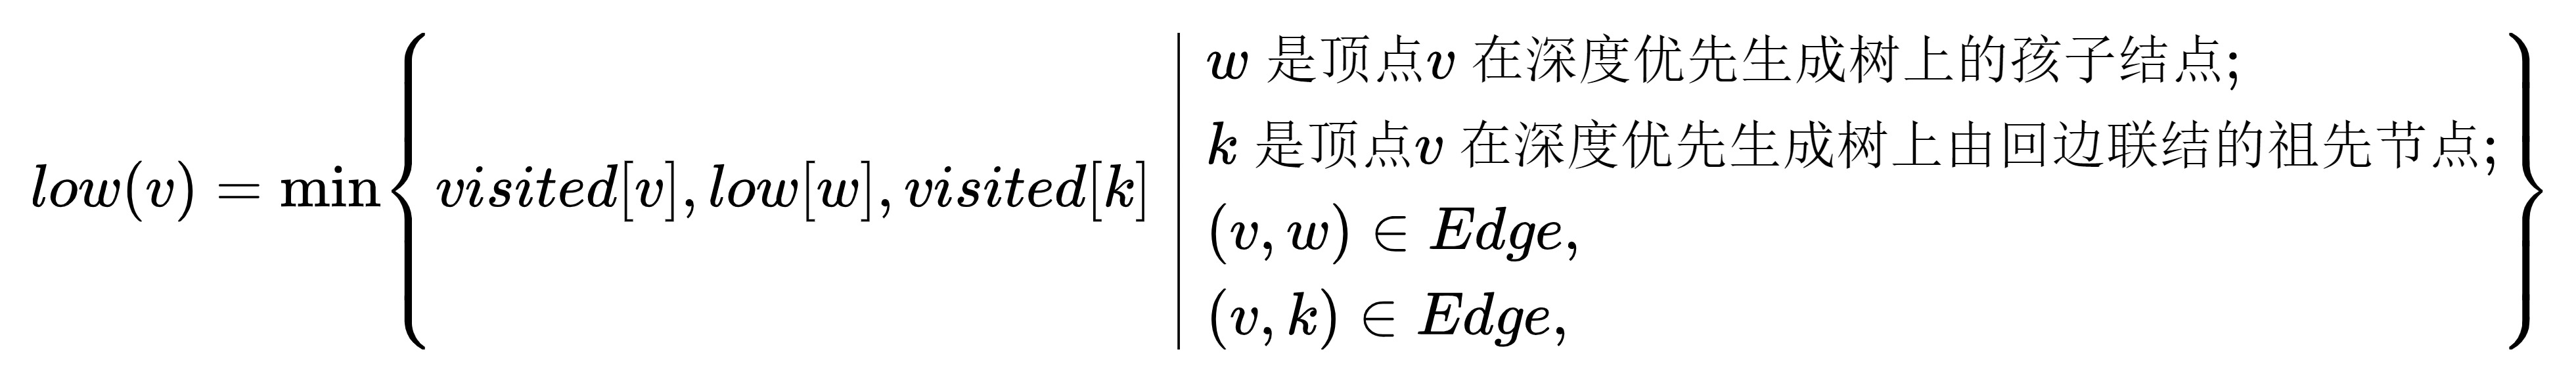 low(v) = min { visited[v], low[w], visited[k] |
w 是顶点v 在深度优先生成树上的孩子结点;
k 是顶点v 在深度优先生成树上由回边联结的祖先节点;
(v, w) ∈ Edge,
(v, k) ∈ Edge, }